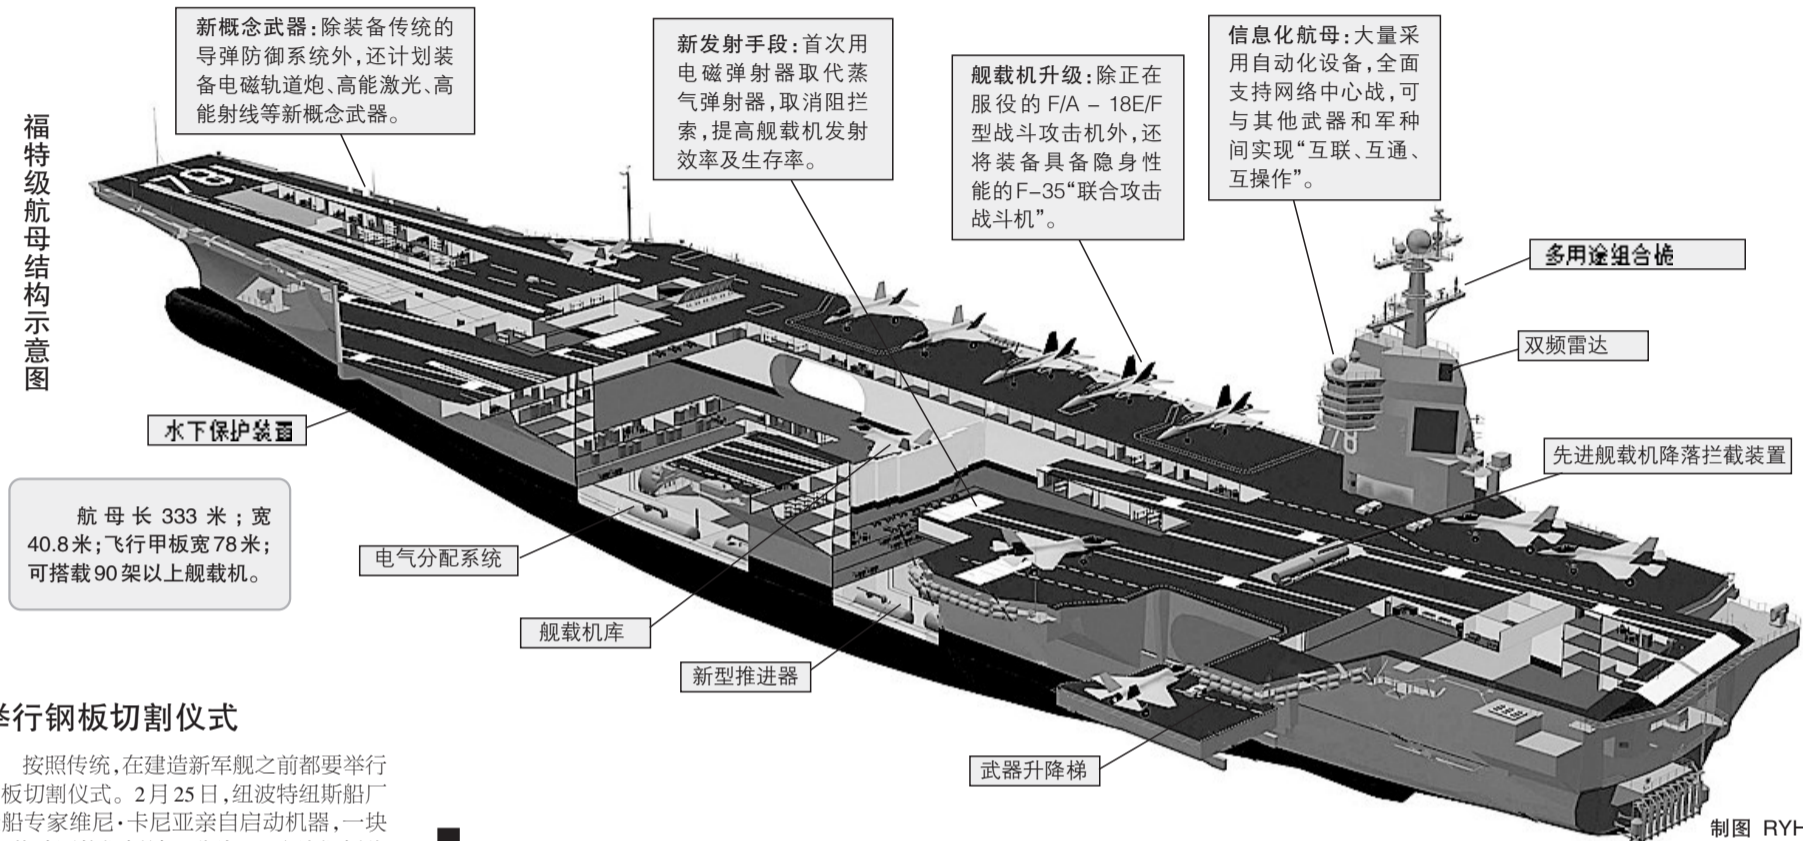 福特级航母结构示意图
新概念武器：除装备传统的
导弹防御系统外，还计划装
备电磁轨道炮、高能激光、高
能射线等新概念武器。
新发射手段：首次用
电磁弹射器取代蒸
气弹射器，取消阻拦
索，提高舰载机发射
效率及生存率。
舰载机升级：除正在
服役的 F/A－18E/F
型战斗攻击机外，还
将装备具备隐身性
能的F-35“联合攻击
战斗机”。
信息化航母：大量采
用自动化设备，全面
支持网络中心战，可
与其他武器和军种
间实现“互联、互通、
互操作”。
多用途组合桅
双频雷达
先进舰载机降落拦截装置
78
78
水下保护装置
航母长 333 米；宽
40.8米；飞行甲板宽78米；
可搭载90架以上舰载机。
电气分配系统
舰载机库
新型推进器
武器升降梯
行钢板切割仪式
按照传统，在建造新军舰之前都要举行
板切割仪式。2月25日，纽波特纽斯船厂
船专家维尼·卡尼亚亲自启动机器，一块
制图 RYH